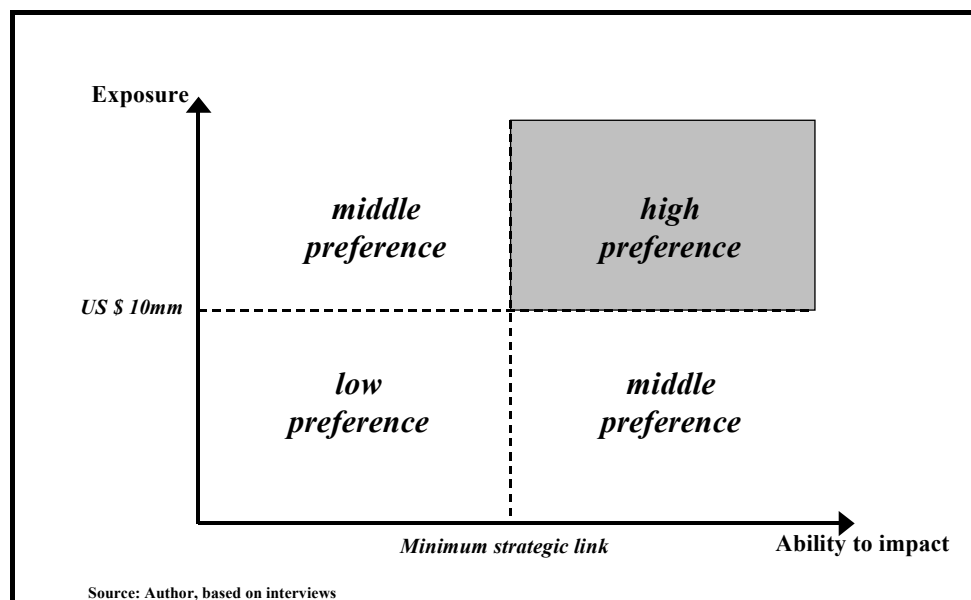 Exposure
middle
preference
high
preference
US $ 10mm
low
preference
middle
preference
Minimum strategic link
Ability to impact
Source: Author, based on interviews